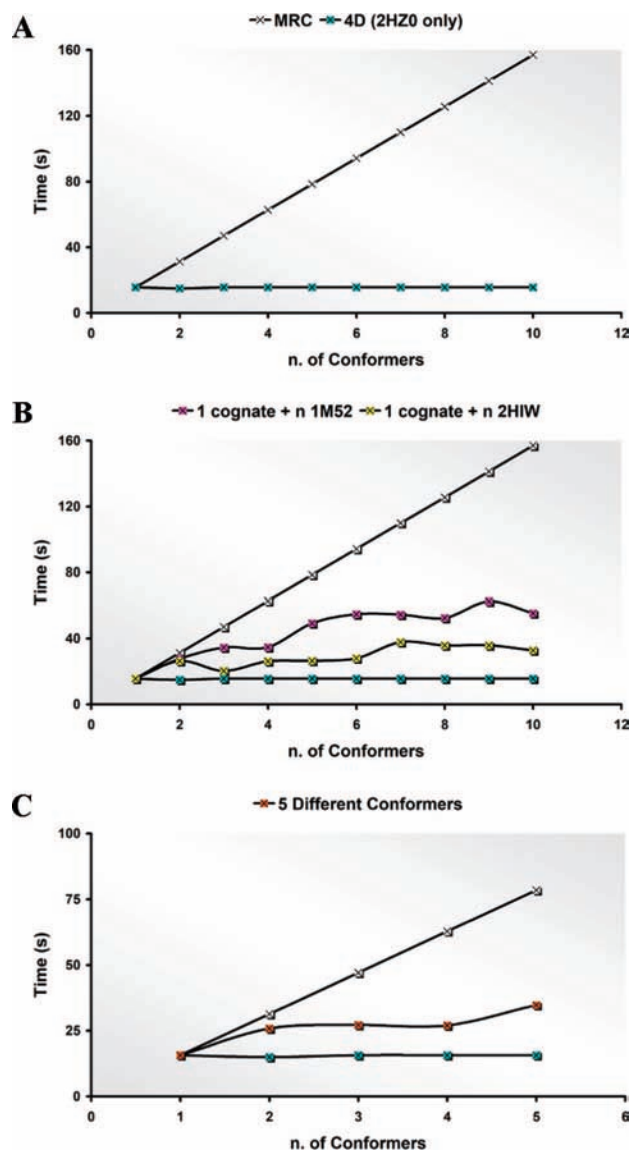 A
MRC 4D (2HZ0 only)
160
120
80
40
0
Time (s)
0 2 4 6 8 10 12
n. of Conformers
B
1 cognate + n 1M52 1 cognate + n 2HIW
160
120
80
40
0
Time (s)
0 2 4 6 8 10 12
n. of Conformers
C
5 Different Conformers
100
75
50
25
0
Time (s)
0 1 2 3 4 5 6
n. of Conformers